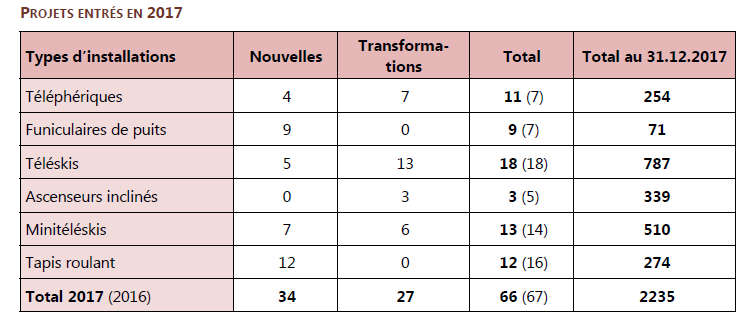 PROJETS ENTRÉS EN 2017
Types d´installations Nouvelles Transforma-tions Total Total au 31.12.2017
Téléphériques 4 7 11 (7) 254
Funiculaires de puits 9 0 9 (7) 71
Téléskis 5 13 18 (18) 787
Ascenseurs inclinés 0 3 3 (5) 339
Minitéléskis 7 6 13 (14) 510
Tapis roulant 12 0 12 (16) 274
Total 2017 (2016) 34 27 66 (67) 2235